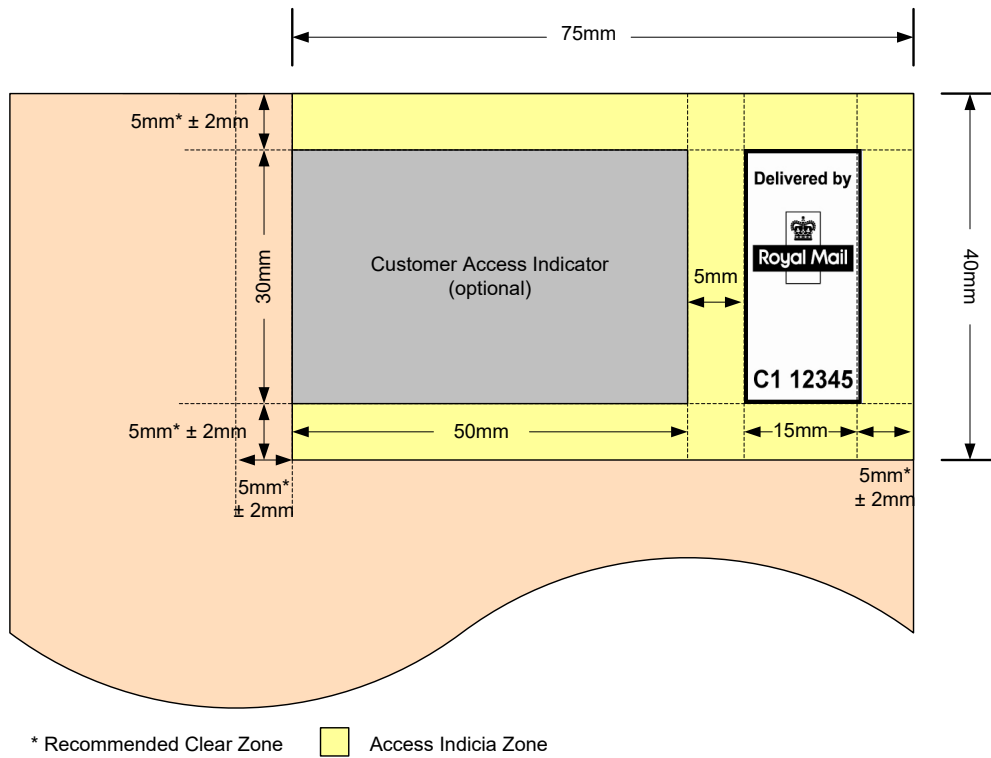 75mm
5mm* ± 2mm
Delivered by
Royal Mail
Customer Access Indicator
(optional)
30mm
5mm
40mm
C1 12345
5mm* ± 2mm
50mm
15mm
5mm*
± 2mm
5mm*
± 2mm
* Recommended Clear Zone
Access Indicia Zone